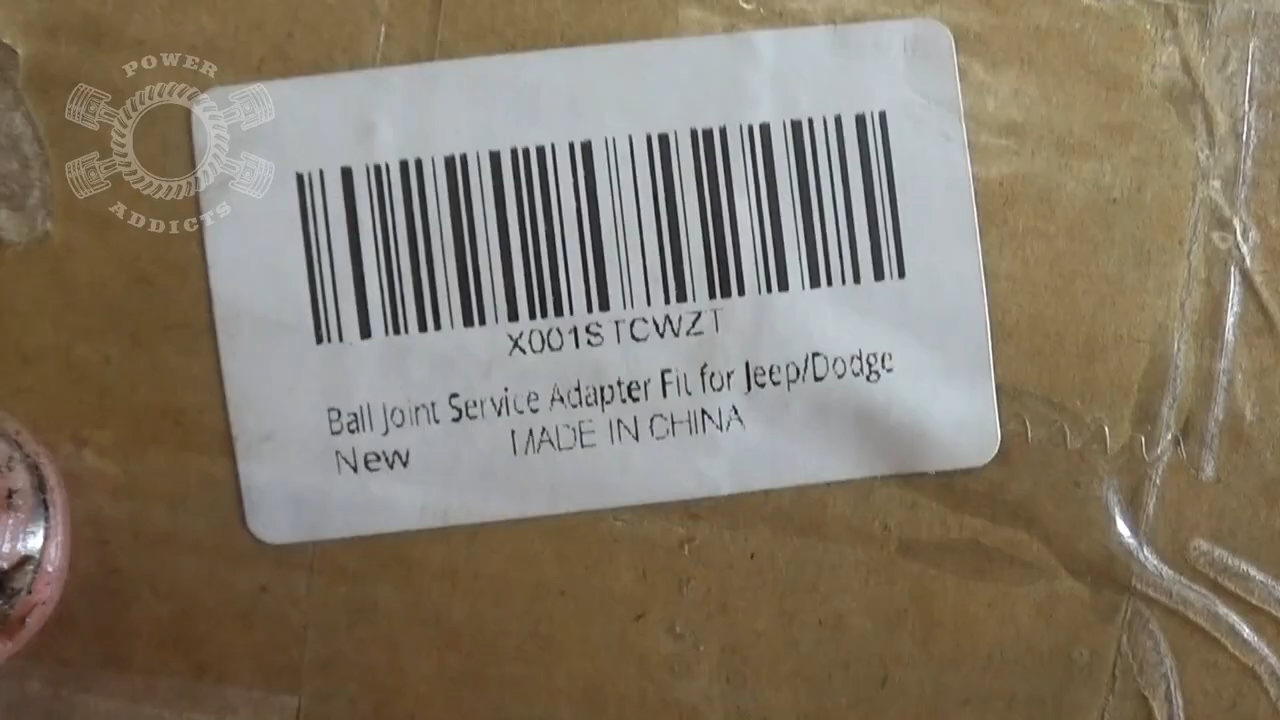 POWER
ADDICTS
X001STCWZT
Ball Joint Service Adapter Fit for Jeep/Dodge
New MADE IN CHINA